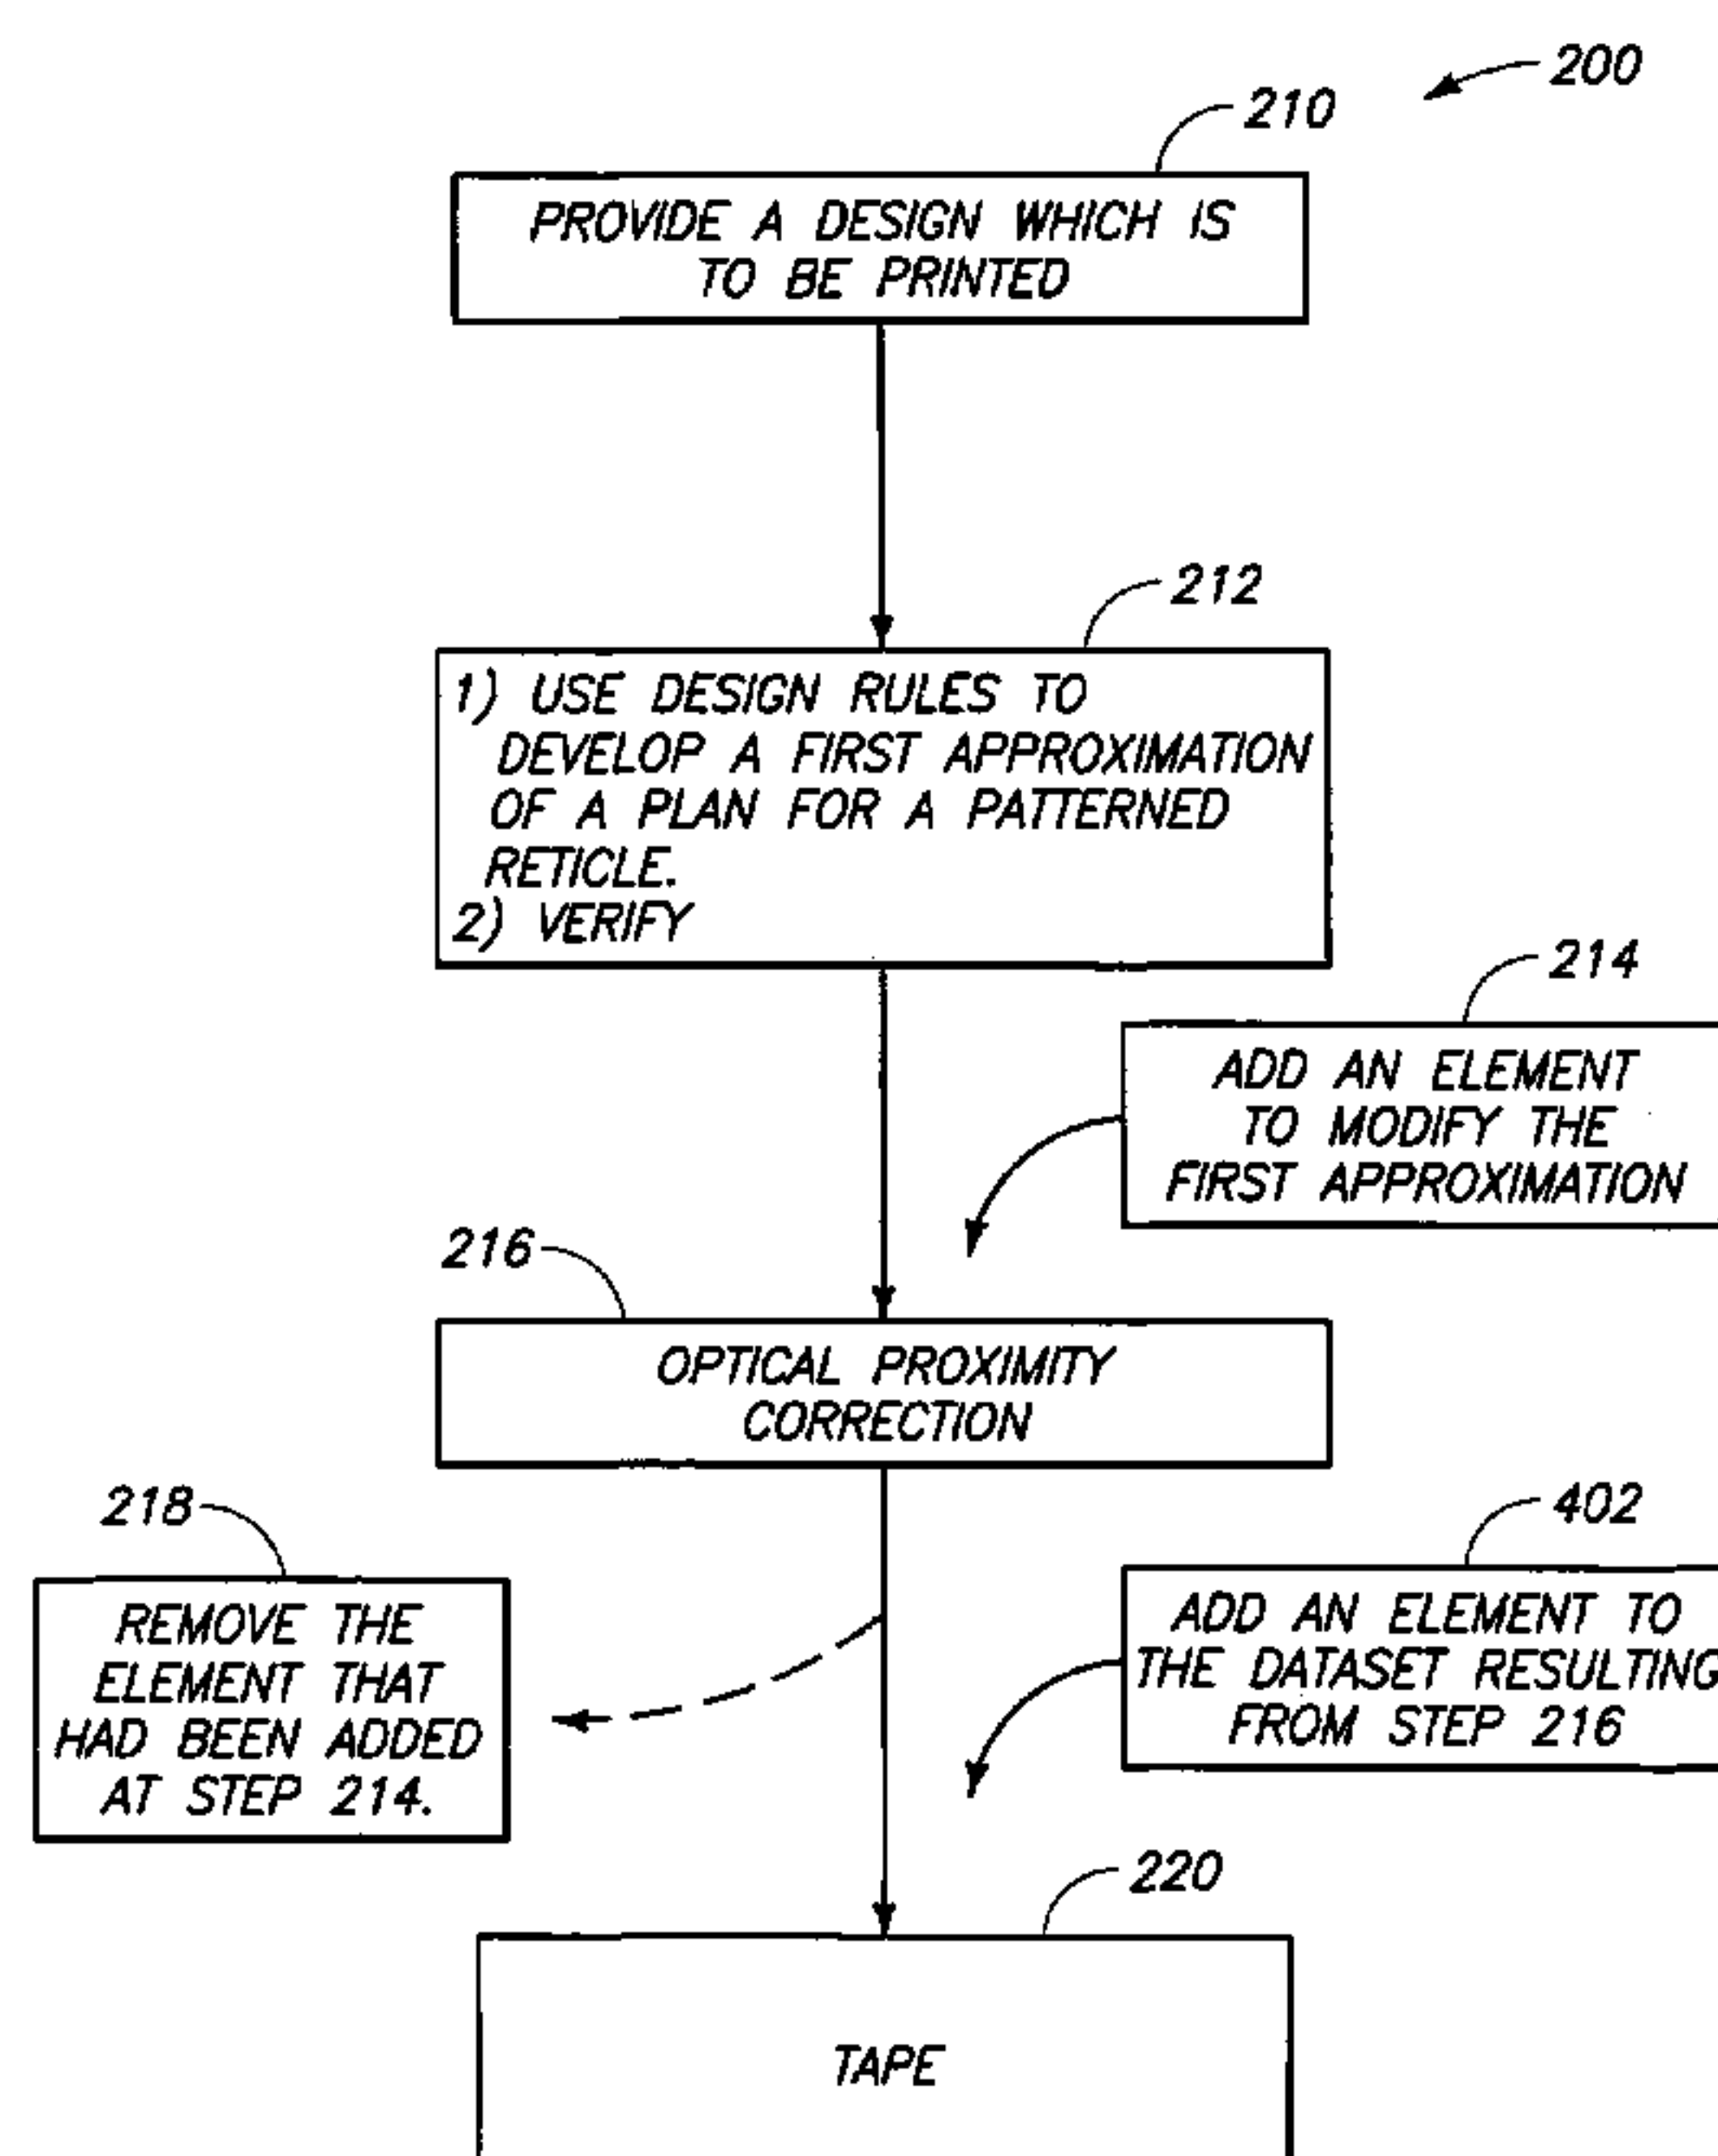 200
210
PROVIDE A DESIGN WHICH IS
TO BE PRINTED
212
1) USE DESIGN RULES TO
DEVELOP A FIRST APPROXIMATION
OF A PLAN FOR A PATTERNED
RETICLE.
2) VERIFY
214
ADD AN ELEMENT
TO MODIFY THE
FIRST APPROXIMATION
216
OPTICAL PROXIMITY
CORRECTION
218
REMOVE THE
ELEMENT THAT
HAD BEEN ADDED
AT STEP 214.
402
ADD AN ELEMENT TO
THE DATASET RESULTING
FROM STEP 216
220
TAPE